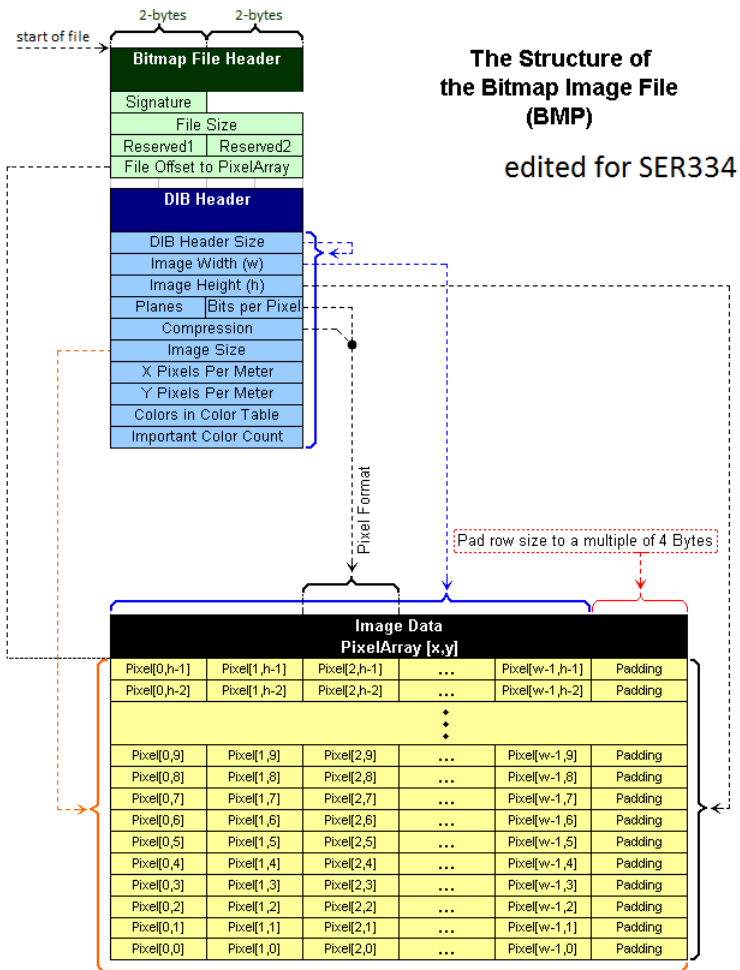 2-bytes 2-bytes
start of file
Bitmap File Header
The Structure of
the Bitmap Image File
(BMP)
edited for SER334
Signature
File Size
Reserved1 Reserved2
File Offset to PixelArray
DIB Header
DIB Header Size
Image Width (w)
Image Height (h)
Planes Bits per Pixel
Compression
Image Size
X Pixels Per Meter
Y Pixels Per Meter
Colors in Color Table
Important Color Count
Pixel Format
Pad row size to a multiple of 4 Bytes
Image Data
PixelArray [x,y]
Pixel[0,h-1] Pixel[1,h-1] Pixel[2,h-1] ... Pixel[w-1,h-1] Padding
Pixel[0,h-2] Pixel[1,h-2] Pixel[2,h-2] ... Pixel[w-1,h-2] Padding
Pixel[0,9] Pixel[1,9] Pixel[2,9] ... Pixel[w-1,9] Padding
Pixel[0,8] Pixel[1,8] Pixel[2,8] ... Pixel[w-1,8] Padding
Pixel[0,7] Pixel[1,7] Pixel[2,7] ... Pixel[w-1,7] Padding
Pixel[0,6] Pixel[1,6] Pixel[2,6] ... Pixel[w-1,6] Padding
Pixel[0,5] Pixel[1,5] Pixel[2,5] ... Pixel[w-1,5] Padding
Pixel[0,4] Pixel[1,4] Pixel[2,4] ... Pixel[w-1,4] Padding
Pixel[0,3] Pixel[1,3] Pixel[2,3] ... Pixel[w-1,3] Padding
Pixel[0,2] Pixel[1,2] Pixel[2,2] ... Pixel[w-1,2] Padding
Pixel[0,1] Pixel[1,1] Pixel[2,1] ... Pixel[w-1,1] Padding
Pixel[0,0] Pixel[1,0] Pixel[2,0] ... Pixel[w-1,0] Padding